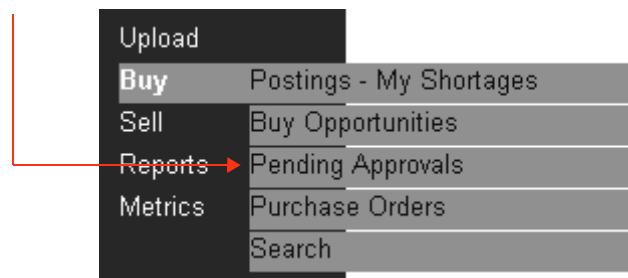 Upload
Buy Postings - My Shortages
Sell Buy Opportunities
Reports Pending Approvals
Metrics Purchase Orders
Search